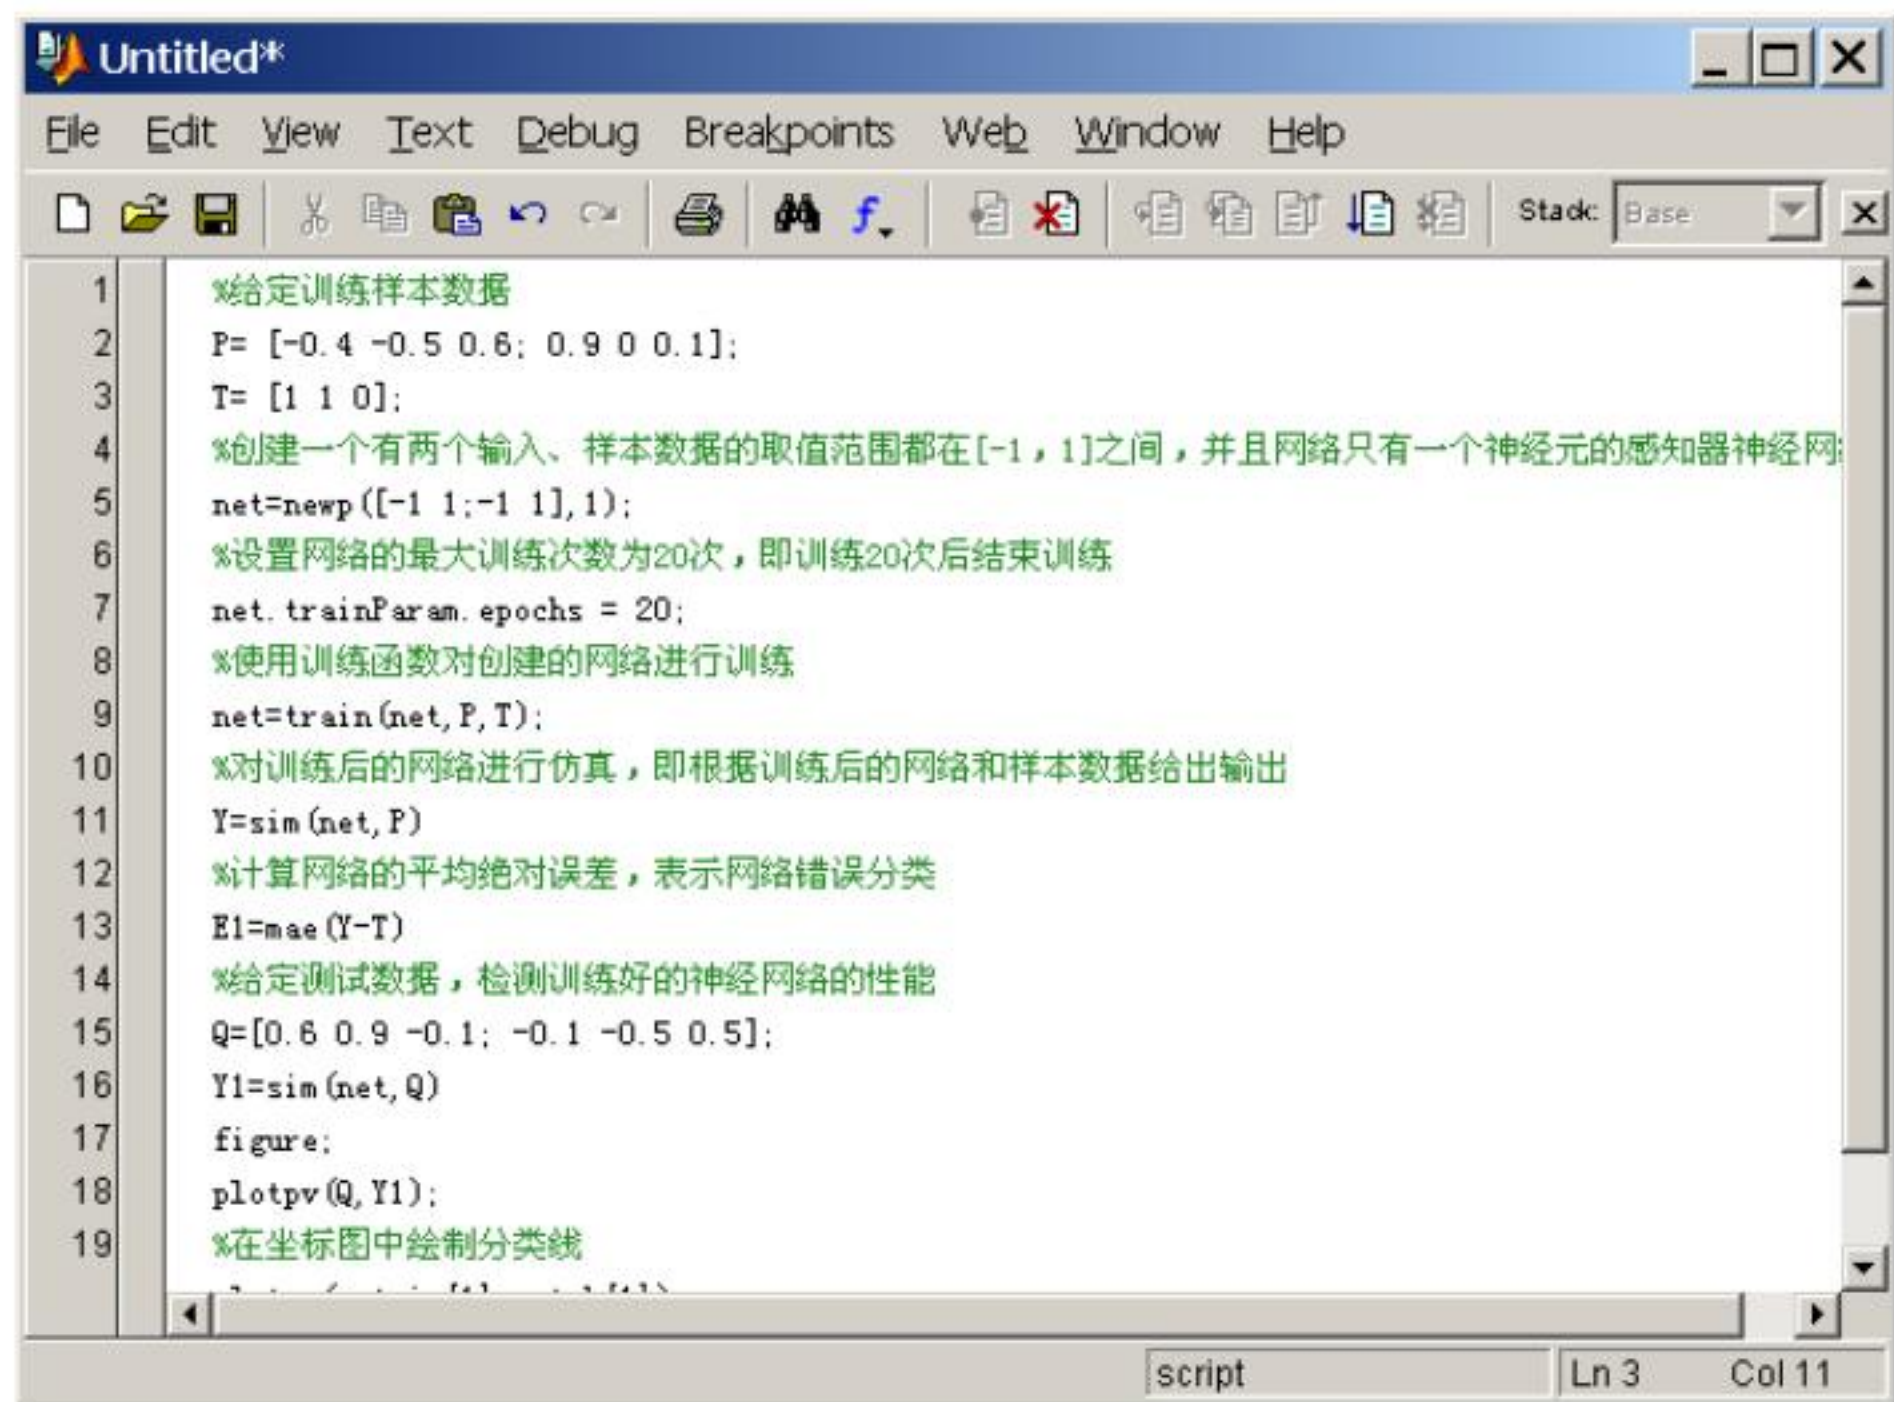 Untitled*
File Edit View Text Debug Breakpoints Web Window Help
Stack: Base
1 %给定训练样本数据
2 P= [-0.4 -0.5 0.6; 0.9 0 0.1];
3 T= [1 1 0];
4 %创建一个有两个输入、样本数据的取值范围都在[-1，1]之间，并且网络只有一个神经元的感知器神经网
5 net=newp([-1 1;-1 1],1);
6 %设置网络的最大训练次数为20次，即训练20次后结束训练
7 net.trainParam.epochs = 20;
8 %使用训练函数对创建的网络进行训练
9 net=train(net,P,T);
10 %对训练后的网络进行仿真，即根据训练后的网络和样本数据给出输出
11 Y=sim(net,P)
12 %计算网络的平均绝对误差，表示网络错误分类
13 E1=mae(Y-T)
14 %给定测试数据，检测训练好的神经网络的性能
15 Q=[0.6 0.9 -0.1; -0.1 -0.5 0.5];
16 Y1=sim(net,Q)
17 figure;
18 plotpv(Q,Y1);
19 %在坐标图中绘制分类线
script Ln 3 Col 11